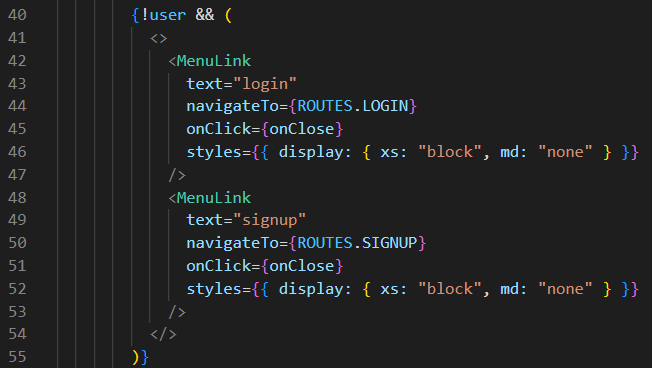 40 {!user && (
41 <>
42 <MenuLink
43 text="login"
44 navigateTo={ROUTES.LOGIN}
45 onClick={onClose}
46 styles={{ display: { xs: "block", md: "none" } }}
47 />
48 <MenuLink
49 text="signup"
50 navigateTo={ROUTES.SIGNUP}
51 onClick={onClose}
52 styles={{ display: { xs: "block", md: "none" } }}
53 />
54 </>
55 )}